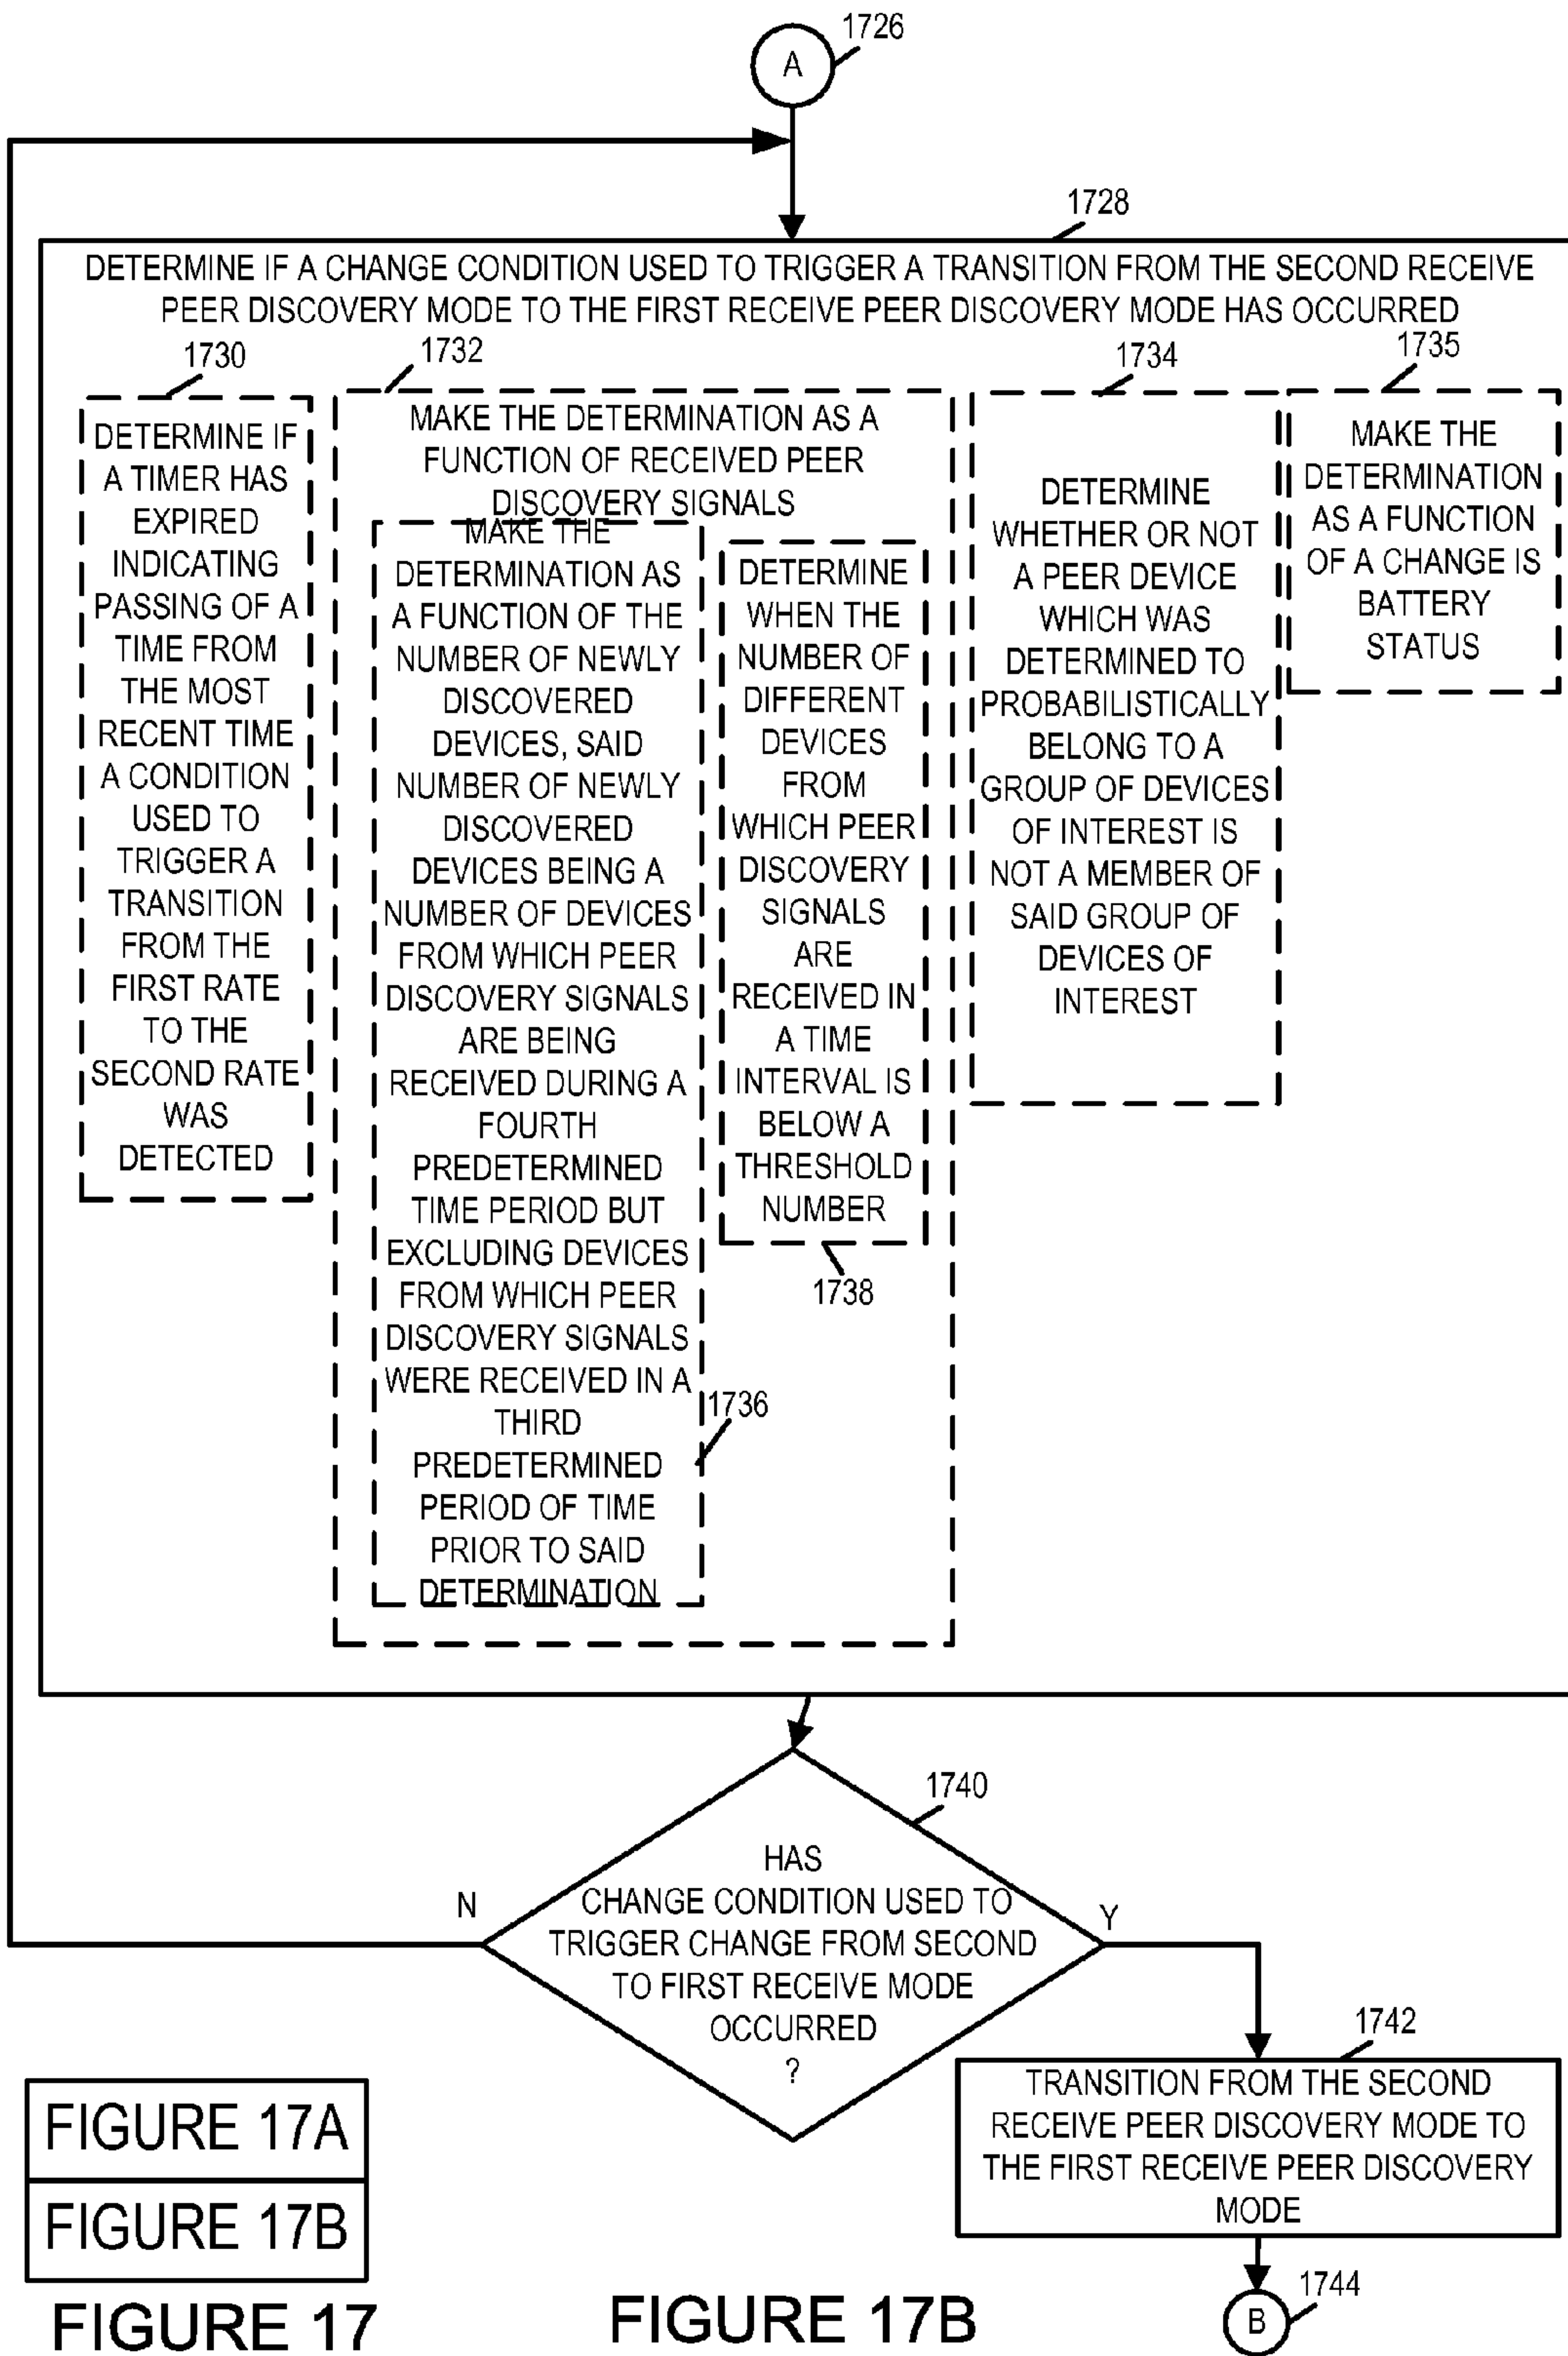 A
1726
1728
DETERMINE IF A CHANGE CONDITION USED TO TRIGGER A TRANSITION FROM THE SECOND RECEIVE
PEER DISCOVERY MODE TO THE FIRST RECEIVE PEER DISCOVERY MODE HAS OCCURRED
1730
DETERMINE IF
A TIMER HAS
EXPIRED
INDICATING
PASSING OF A
TIME FROM
THE MOST
RECENT TIME
A CONDITION
USED TO
TRIGGER A
TRANSITION
FROM THE
FIRST RATE
TO THE
SECOND RATE
WAS
DETECTED
1732
MAKE THE DETERMINATION AS A
FUNCTION OF RECEIVED PEER
DISCOVERY SIGNALS
MAKE THE
DETERMINATION AS
A FUNCTION OF THE
NUMBER OF NEWLY
DISCOVERED
DEVICES, SAID
NUMBER OF NEWLY
DISCOVERED
DEVICES BEING A
NUMBER OF DEVICES
FROM WHICH PEER
DISCOVERY SIGNALS
ARE BEING
RECEIVED DURING A
FOURTH
PREDETERMINED
TIME PERIOD BUT
EXCLUDING DEVICES
FROM WHICH PEER
DISCOVERY SIGNALS
WERE RECEIVED IN A
THIRD
PREDETERMINED
PERIOD OF TIME
PRIOR TO SAID
DETERMINATION
1736
DETERMINE
WHEN THE
NUMBER OF
DIFFERENT
DEVICES
FROM
WHICH PEER
DISCOVERY
SIGNALS
ARE
RECEIVED IN
A TIME
INTERVAL IS
BELOW A
THRESHOLD
NUMBER
1738
1734
DETERMINE
WHETHER OR NOT
A PEER DEVICE
WHICH WAS
DETERMINED TO
PROBABILISTICALLY
BELONG TO A
GROUP OF DEVICES
OF INTEREST IS
NOT A MEMBER OF
SAID GROUP OF
DEVICES OF
INTEREST
1735
MAKE THE
DETERMINATION
AS A FUNCTION
OF A CHANGE IS
BATTERY
STATUS
1740
HAS
CHANGE CONDITION USED TO
TRIGGER CHANGE FROM SECOND
TO FIRST RECEIVE MODE
OCCURRED
?
N
Y
1742
TRANSITION FROM THE SECOND
RECEIVE PEER DISCOVERY MODE TO
THE FIRST RECEIVE PEER DISCOVERY
MODE
B
1744
FIGURE 17A
FIGURE 17B
FIGURE 17
FIGURE 17B